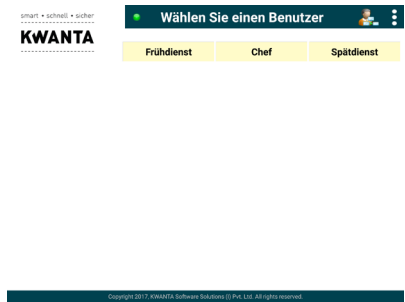 smart • schnell • sicher
KWANTA
Wählen Sie einen Benutzer
Frühdienst Chef Spätdienst
Copyright 2017, KWANTA Software Solutions (I) Pvt. Ltd. All rights reserved.